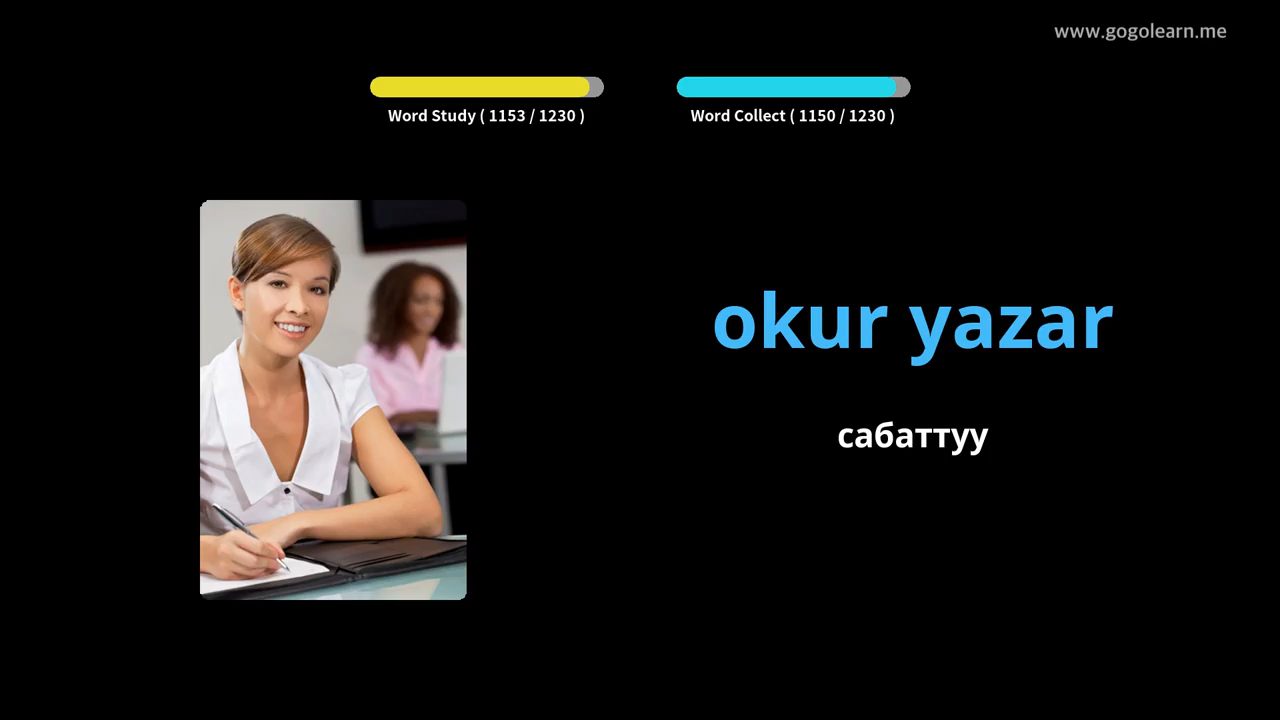 www.gogolearn.me
Word Study ( 1153 / 1230 )
Word Collect ( 1150 / 1230 )
okur yazar
сабаттуу